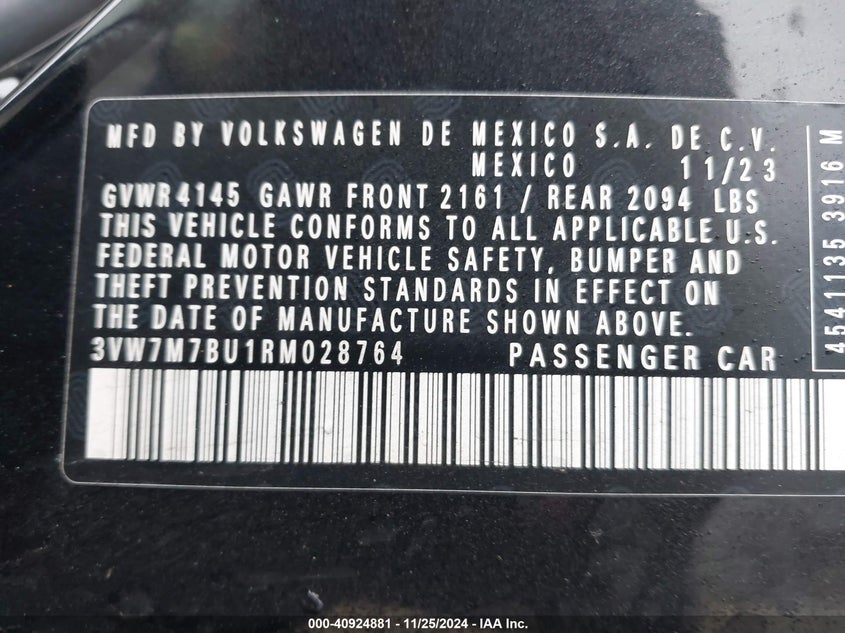 MFD BY VOLKSWAGEN DE MEXICO S.A. DE C.V.
MEXICO 11/23
GVWR 4145 GAWR FRONT 2161 / REAR 2094 LBS
THIS VEHICLE CONFORMS TO ALL APPLICABLE U.S.
FEDERAL MOTOR VEHICLE SAFETY, BUMPER AND
THEFT PREVENTION STANDARDS IN EFFECT ON
THE DATE OF MANUFACTURE SHOWN ABOVE.
3VW7M7BU1RM028764 PASSENGER CAR
4541135 3916 M
000-40924881 - 11/25/2024 - IAA Inc.